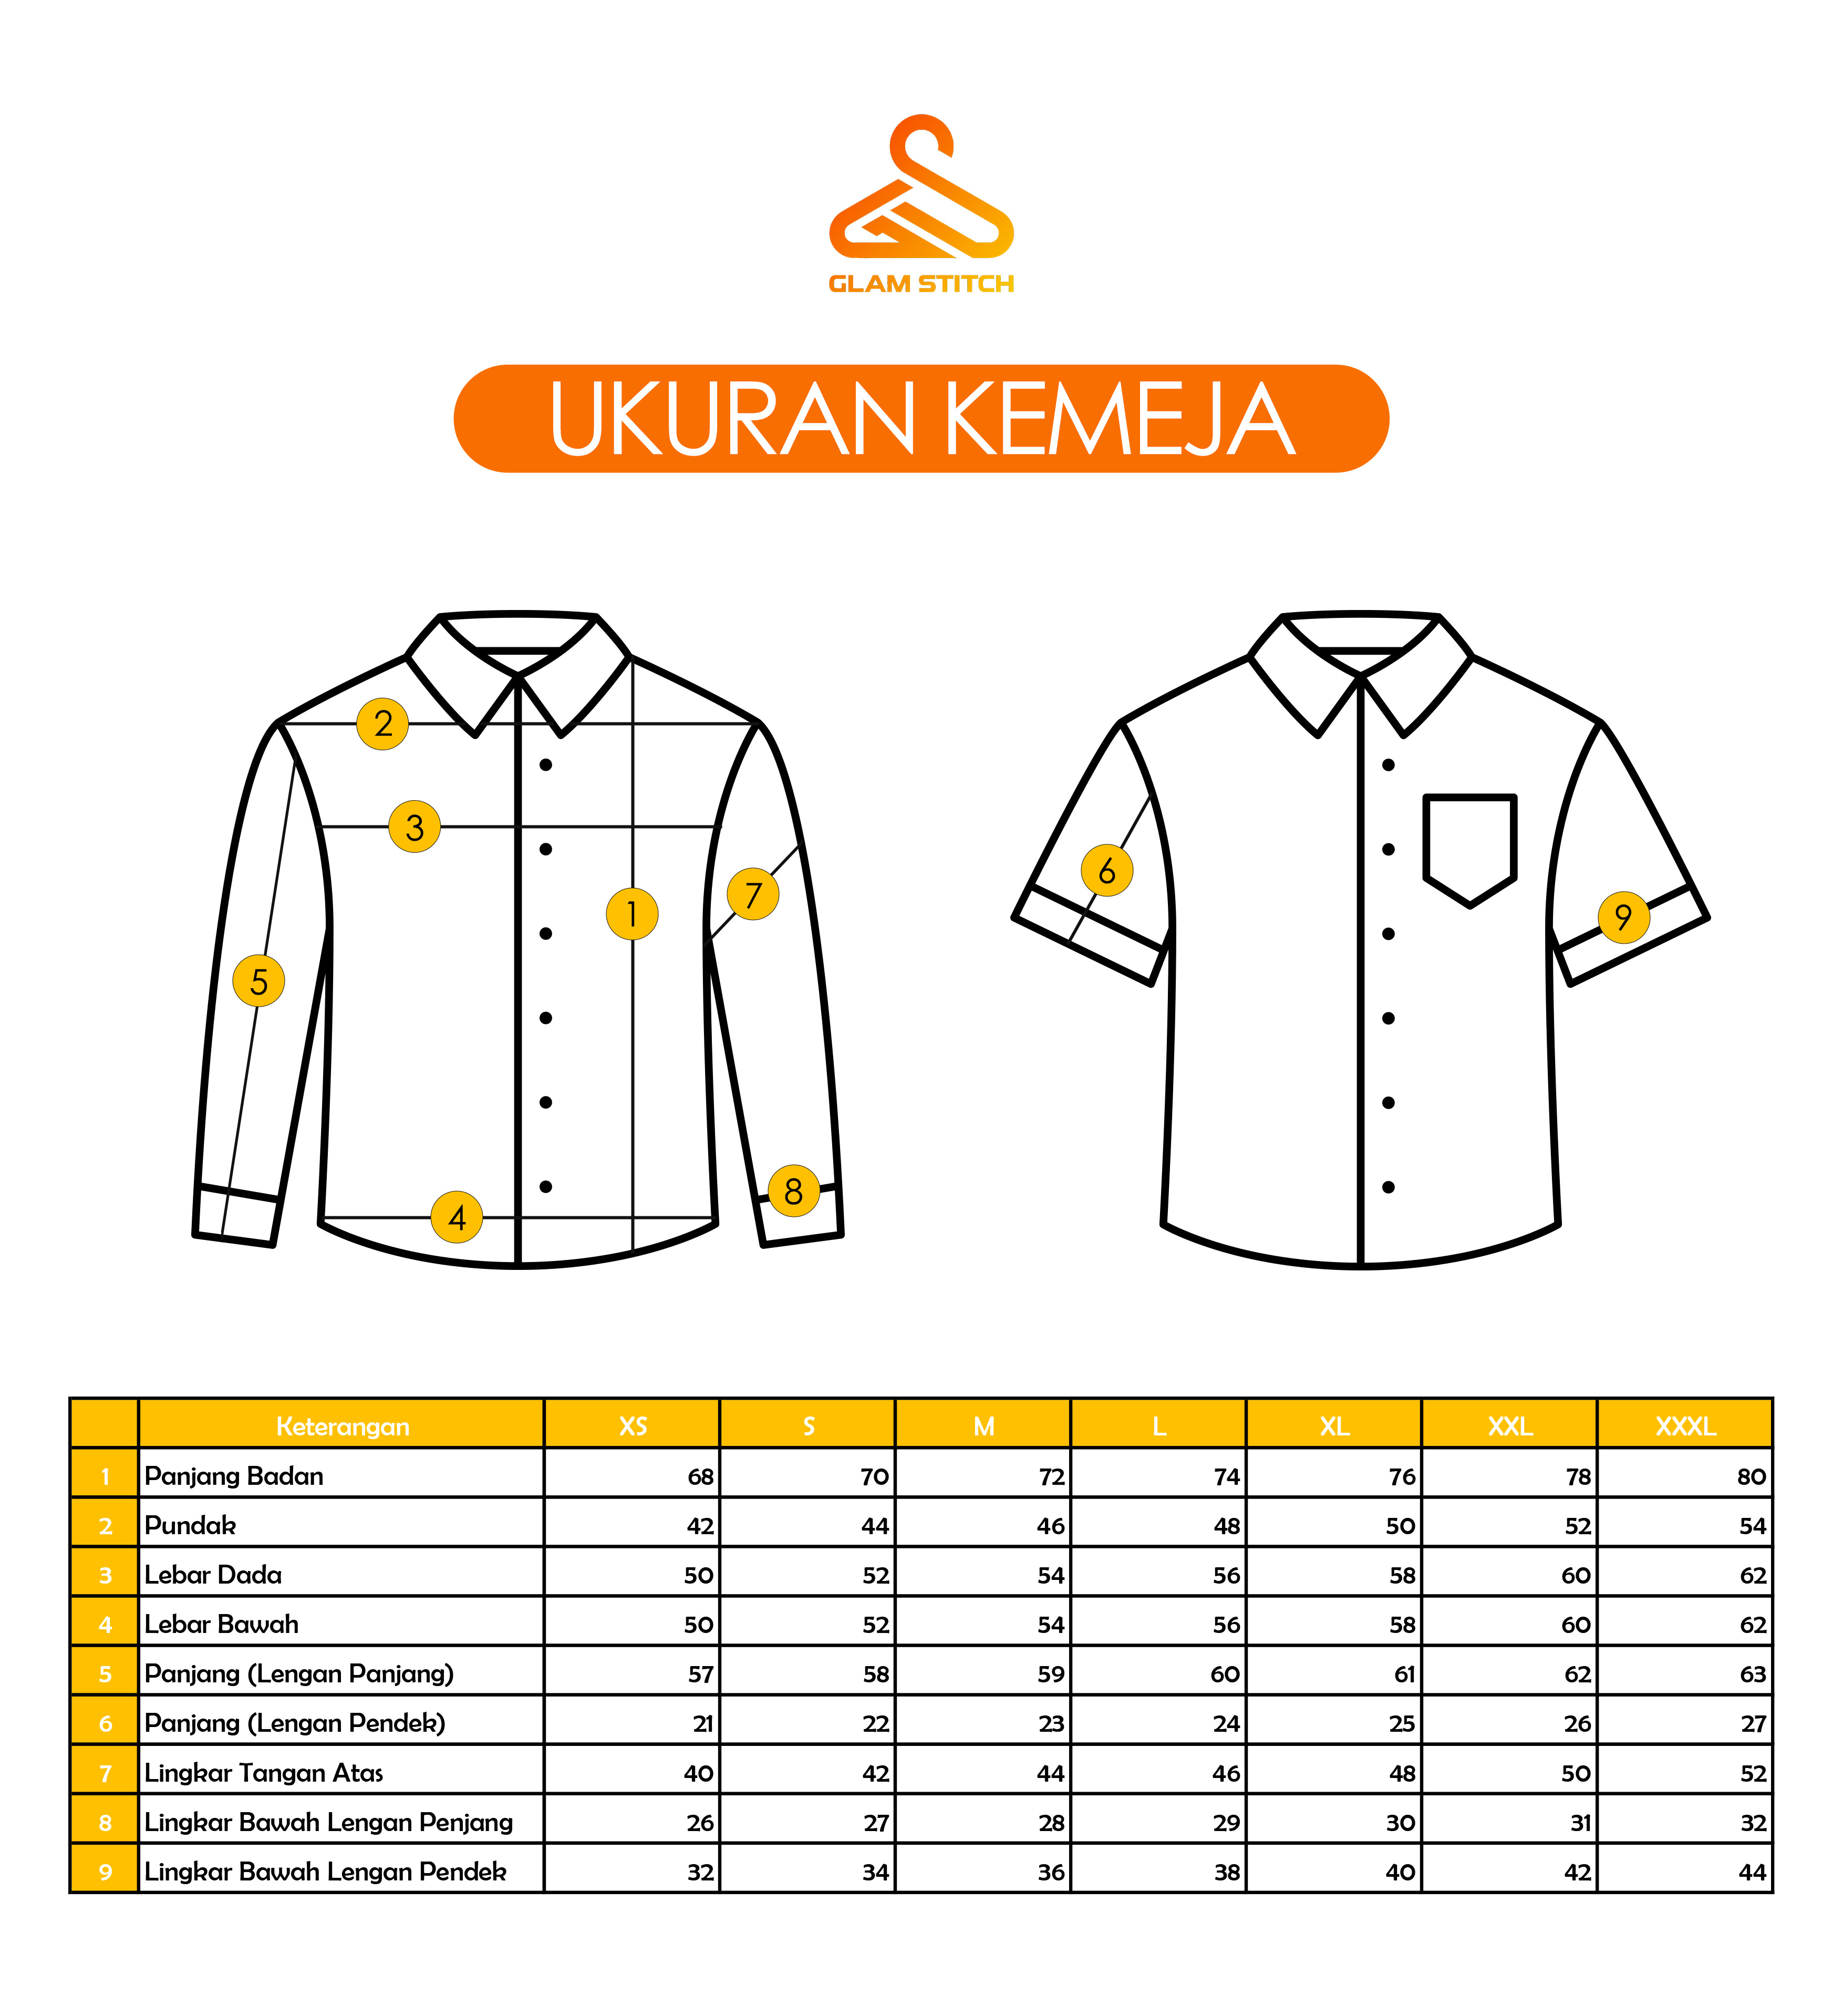 GLAM STITCH
UKURAN KEMEJA
2
3
7
1
5
4
8
6
9
Keterangan XS S M L XL XXL XXXL
1 Panjang Badan 68 70 72 74 76 78 80
2 Pundak 42 44 46 48 50 52 54
3 Lebar Dada 50 52 54 56 58 60 62
4 Lebar Bawah 50 52 54 56 58 60 62
5 Panjang (Lengan Panjang) 57 58 59 60 61 62 63
6 Panjang (Lengan Pendek) 21 22 23 24 25 26 27
7 Lingkar Tangan Atas 40 42 44 46 48 50 52
8 Lingkar Bawah Lengan Penjang 26 27 28 29 30 31 32
9 Lingkar Bawah Lengan Pendek 32 34 36 38 40 42 44